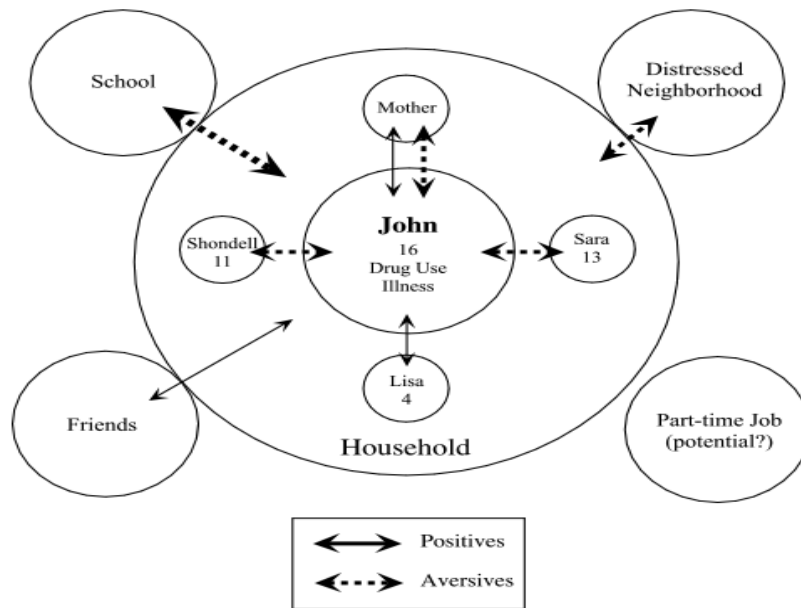 School
Distressed
Neighborhood
Mother
John
16
Drug Use
Illness
Shondell
11
Sara
13
Lisa
4
Friends
Household
Part-time Job
(potential?)
Positives
Aversives